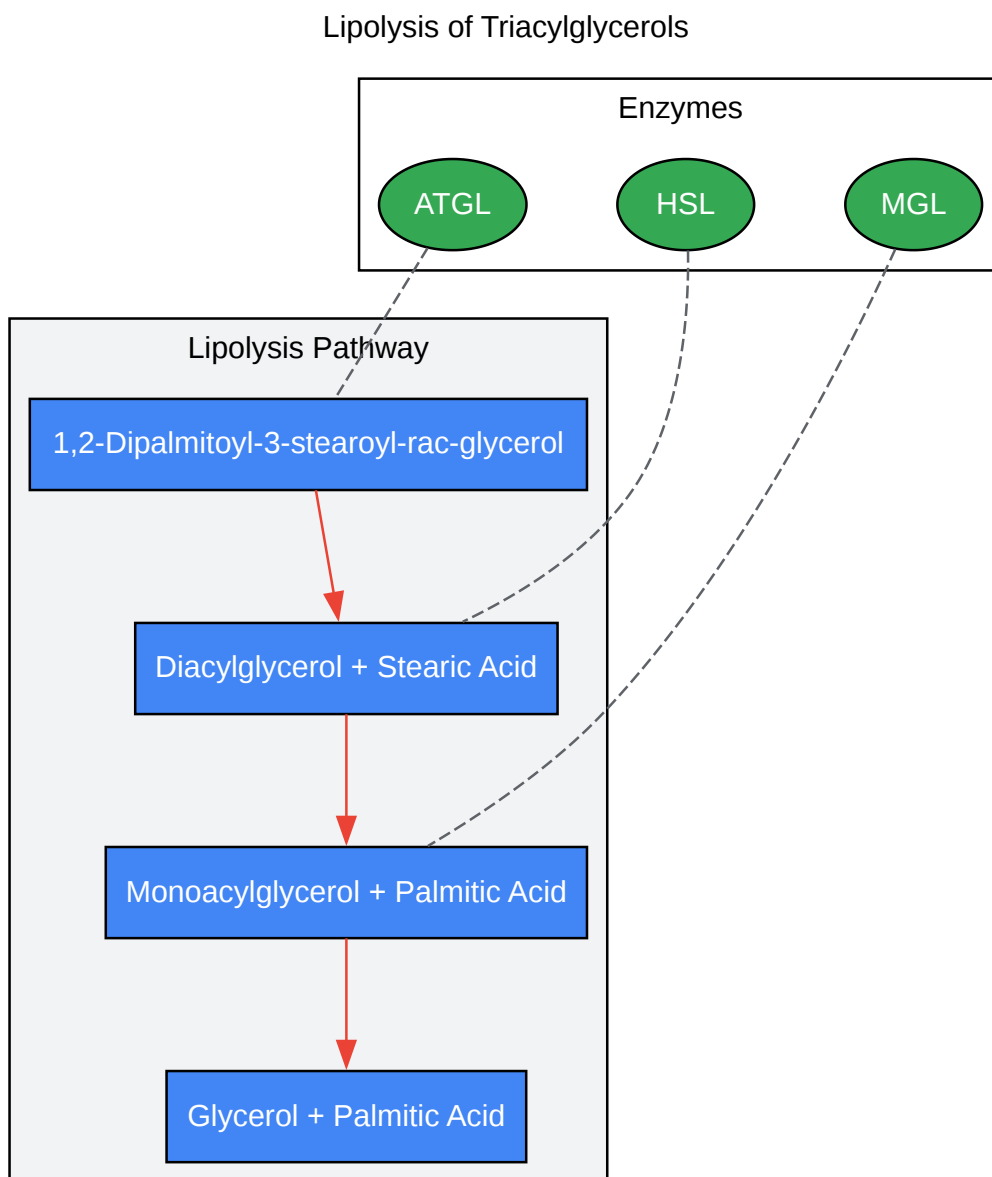 Lipolysis of Triacylglycerols
Enzymes
ATGL
HSL
MGL
Lipolysis Pathway
1,2-Dipalmitoyl-3-stearoyl-rac-glycerol
Diacylglycerol + Stearic Acid
Monoacylglycerol + Palmitic Acid
Glycerol + Palmitic Acid